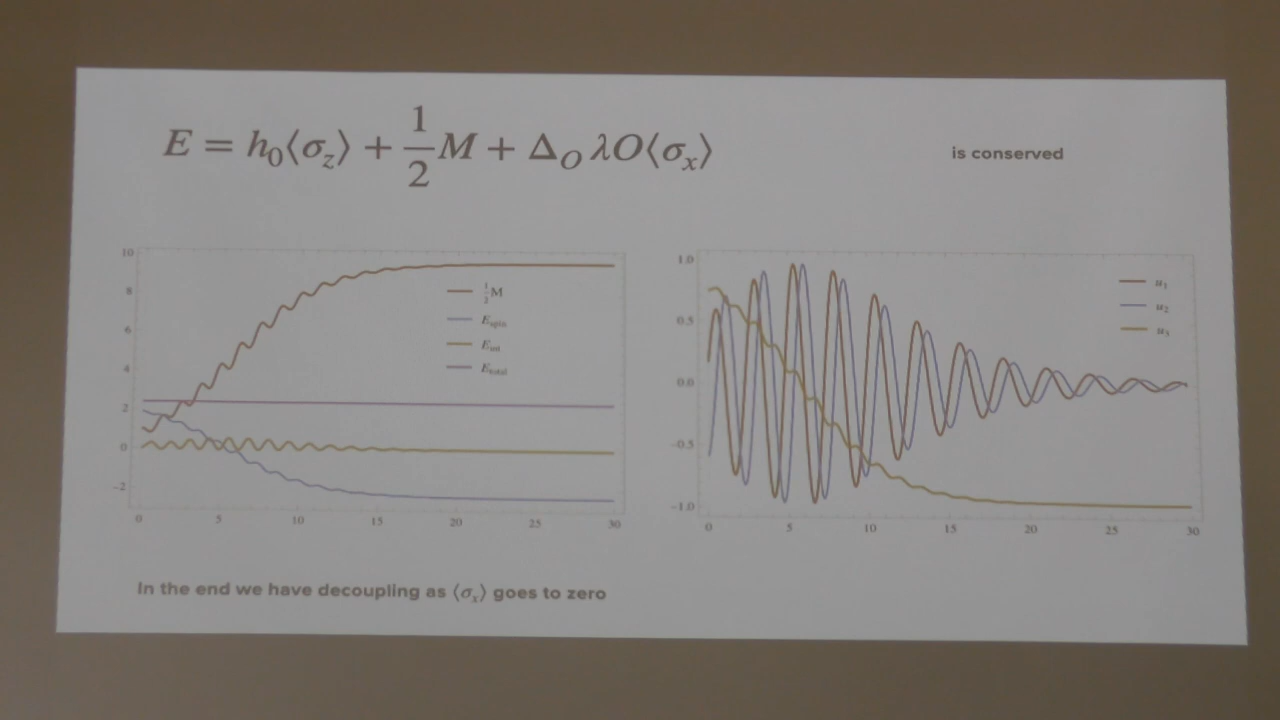 E = h₀⟨σ_z⟩ + 1/2 M + Δ_O λO⟨σ_x⟩
is conserved
10
8
6
4
2
0
−2
0 5 10 15 20 25 30
1/2 M
E_spin
E_int
E_total
1.0
0.5
0.0
−0.5
−1.0
0 5 10 15 20 25 30
u₁
u₂
u₃
In the end we have decoupling as ⟨σ_x⟩ goes to zero